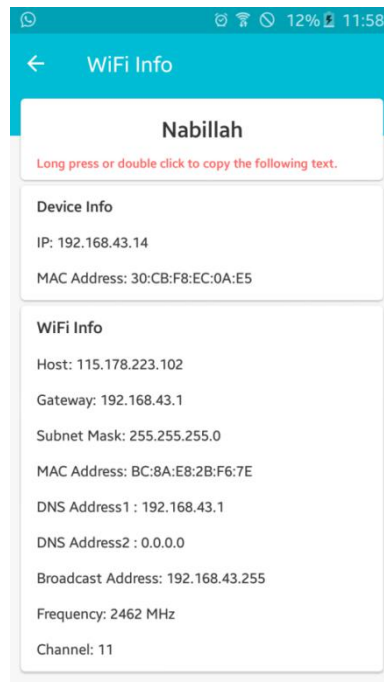 12% 11:58
WiFi Info
Nabillah
Long press or double click to copy the following text.
Device Info
IP: 192.168.43.14
MAC Address: 30:CB:F8:EC:0A:E5
WiFi Info
Host: 115.178.223.102
Gateway: 192.168.43.1
Subnet Mask: 255.255.255.0
MAC Address: BC:8A:E8:2B:F6:7E
DNS Address1 : 192.168.43.1
DNS Address2 : 0.0.0.0
Broadcast Address: 192.168.43.255
Frequency: 2462 MHz
Channel: 11